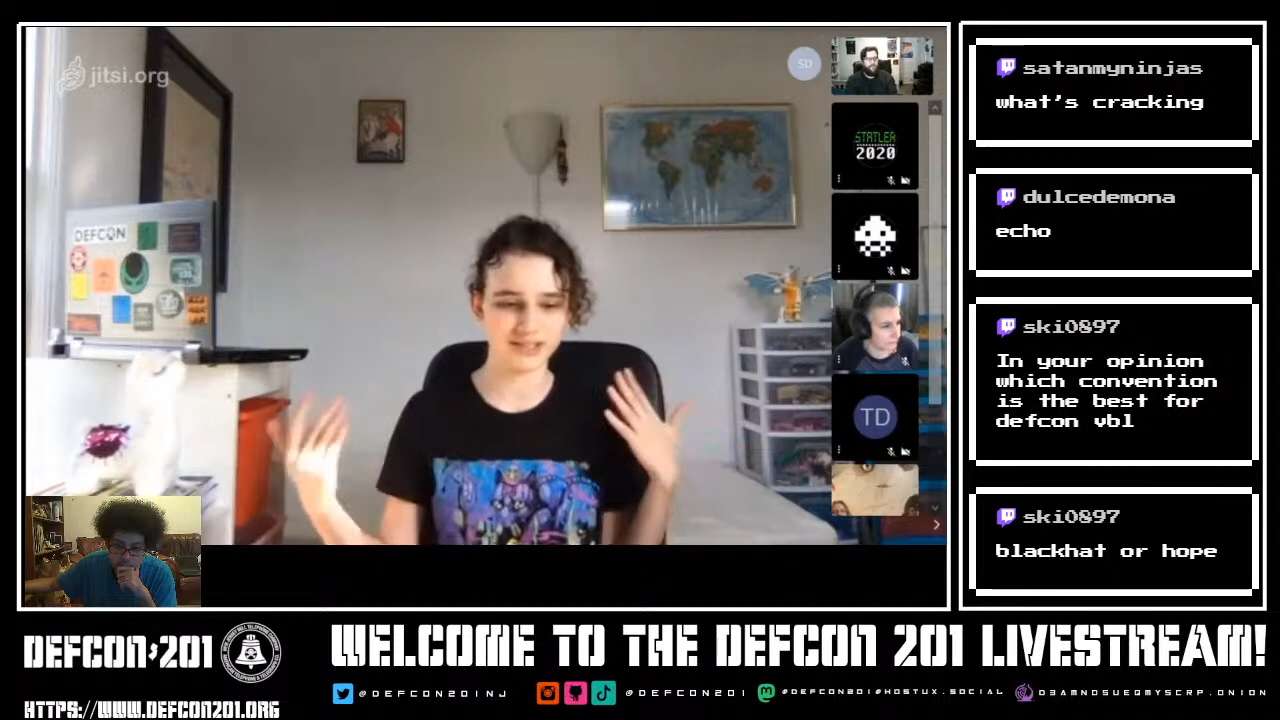 jitsi.org
SD
STATLER
2020
TD
DEFCON
satanmyninjas
what's cracking
dulcedemona
echo
ski0897
In your opinion
which convention
is the best for
defcon vbl
ski0897
blackhat or hope
DEFCON 201
WELCOME TO THE DEFCON 201 LIVESTREAM!
HTTPS://WWW.DEFCON201.ORG
@DEFCON201NJ
@DEFCON201
@DEFCON201@HOSTUX.SOCIAL